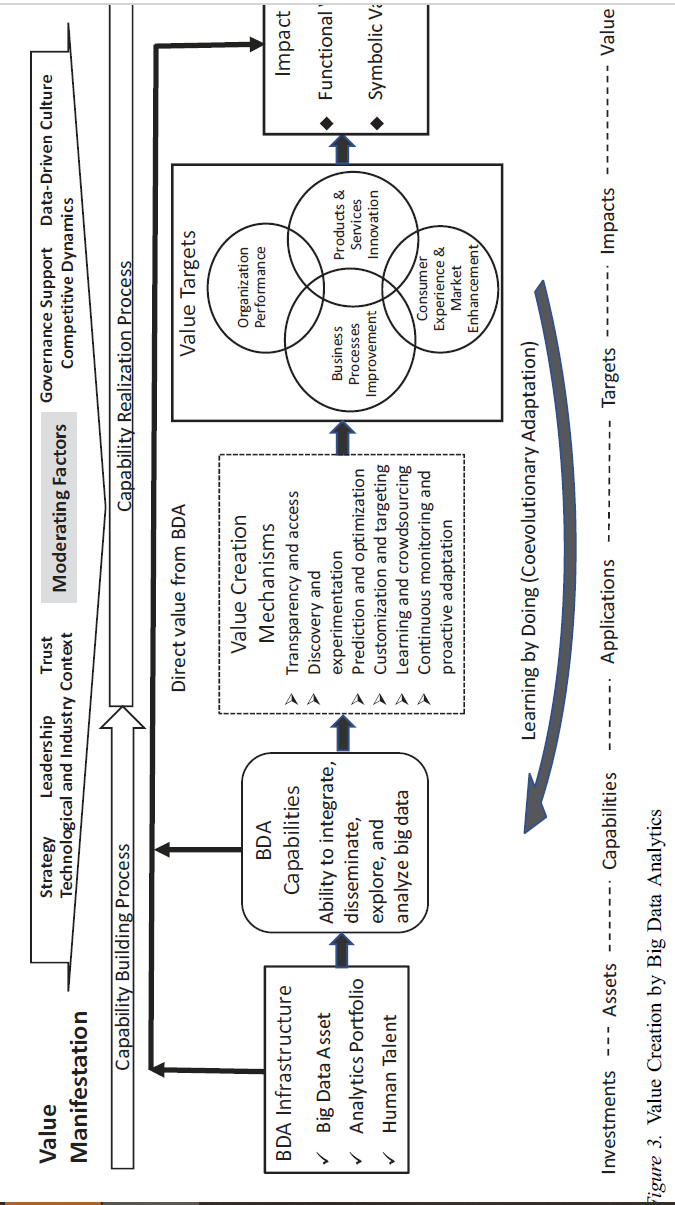 Value
Manifestation
Strategy Leadership Trust
Technological and Industry Context
Moderating Factors
Governance Support Data-Driven Culture
Competitive Dynamics
Capability Building Process
Capability Realization Process
Direct value from BDA
BDA Infrastructure
✓ Big Data Asset
✓ Analytics Portfolio
✓ Human Talent
BDA
Capabilities
Ability to integrate,
disseminate,
explore, and
analyze big data
Value Creation
Mechanisms
➢ Transparency and access
➢ Discovery and
experimentation
➢ Prediction and optimization
➢ Customization and targeting
➢ Learning and crowdsourcing
➢ Continuous monitoring and
proactive adaptation
Value Targets
Organization
Performance
Business
Processes
Improvement
Products &
Services
Innovation
Consumer
Experience &
Market
Enhancement
Impact
◆ Functional
◆ Symbolic
Learning by Doing (Coevolutionary Adaptation)
Investments --- Assets ------- Capabilities ------- Applications ------- Targets ------- Impacts ------- Value
Figure 3. Value Creation by Big Data Analytics